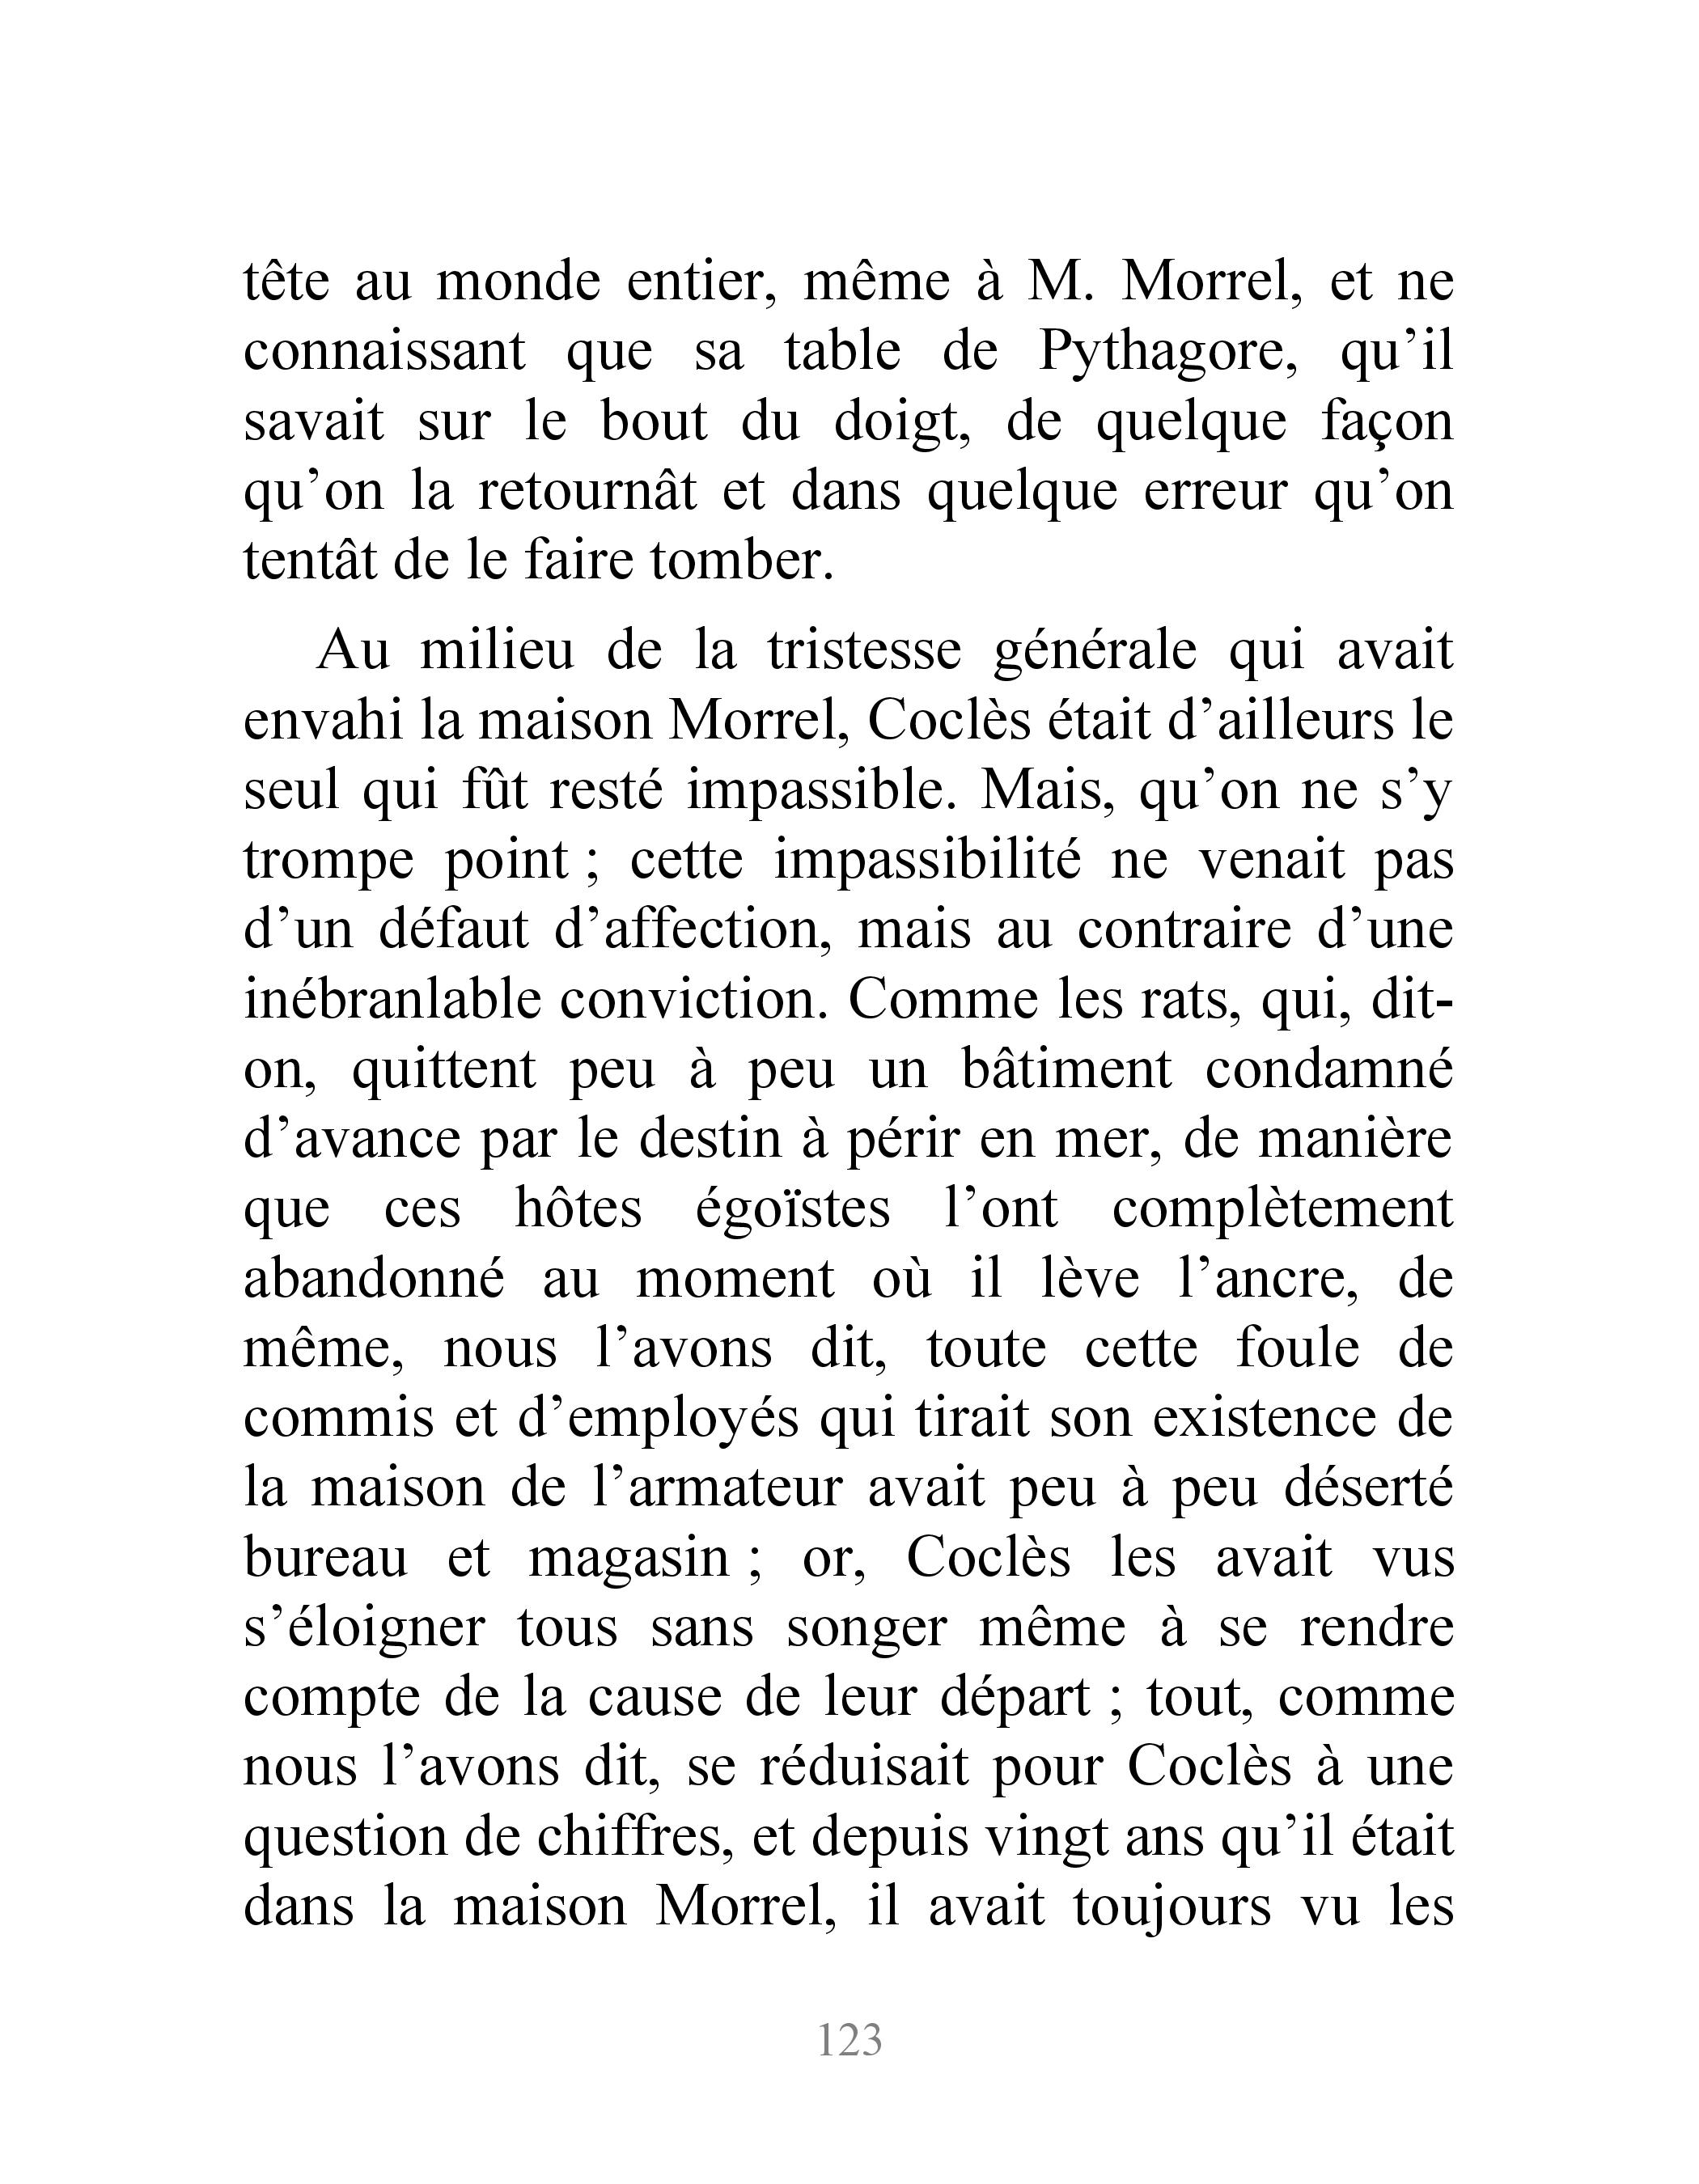 tête au monde entier, même à M. Morrel, et ne
connaissant que sa table de Pythagore, qu’il
savait sur le bout du doigt, de quelque façon
qu’on la retournât et dans quelque erreur qu’on
tentât de le faire tomber.
Au milieu de la tristesse générale qui avait
envahi la maison Morrel, Coclès était d’ailleurs le
seul qui fût resté impassible. Mais, qu’on ne s’y
trompe point ; cette impassibilité ne venait pas
d’un défaut d’affection, mais au contraire d’une
inébranlable conviction. Comme les rats, qui, dit-
on, quittent peu à peu un bâtiment condamné
d’avance par le destin à périr en mer, de manière
que ces hôtes égoïstes l’ont complètement
abandonné au moment où il lève l’ancre, de
même, nous l’avons dit, toute cette foule de
commis et d’employés qui tirait son existence de
la maison de l’armateur avait peu à peu déserté
bureau et magasin ; or, Coclès les avait vus
s’éloigner tous sans songer même à se rendre
compte de la cause de leur départ ; tout, comme
nous l’avons dit, se réduisait pour Coclès à une
question de chiffres, et depuis vingt ans qu’il était
dans la maison Morrel, il avait toujours vu les
123